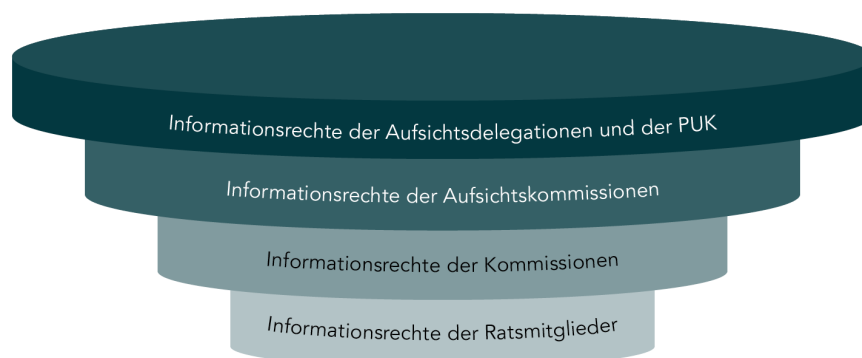 Informationsrechte der Aufsichtsdelegationen und der PUK
Informationsrechte der Aufsichtskommissionen
Informationsrechte der Kommissionen
Informationsrechte der Ratsmitglieder